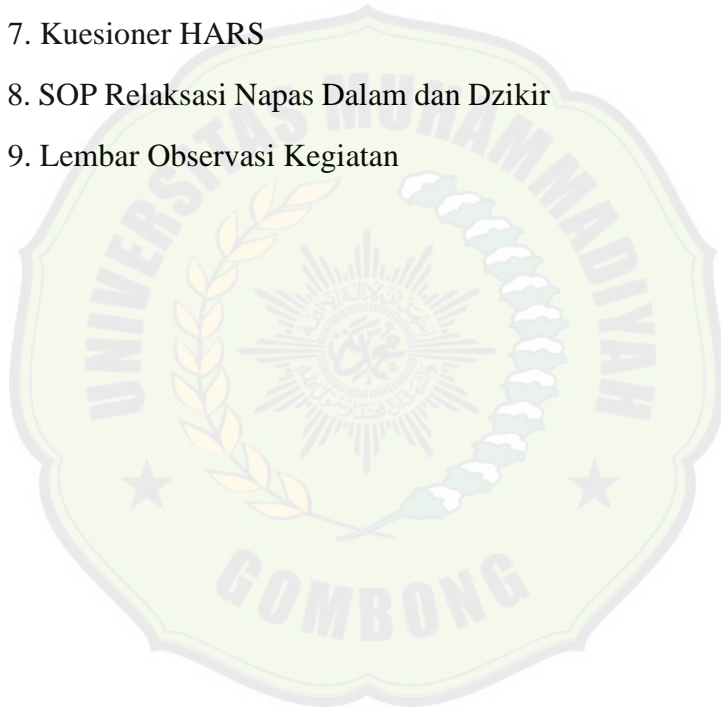 7. Kuesioner HARS
8. SOP Relaksasi Napas Dalam dan Dzikir
9. Lembar Observasi Kegiatan
UNIVERSITAS MUHAMMADIYAH
GOMBONG